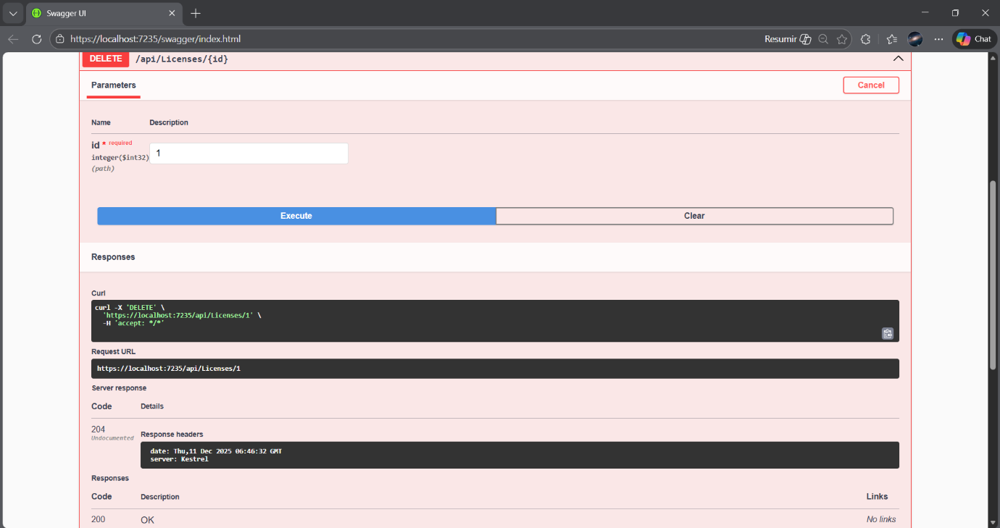 Swagger UI
https://localhost:7235/swagger/index.html
Resumir
Chat
DELETE /api/Licenses/{id}
Parameters
Cancel
Name Description
id * required
integer($int32)
(path)
1
Execute
Clear
Responses
Curl
curl -X 'DELETE' \
'https://localhost:7235/api/Licenses/1' \
-H 'accept: */*'
Request URL
https://localhost:7235/api/Licenses/1
Server response
Code Details
204
Undocumented
Response headers
date: Thu,11 Dec 2025 06:46:32 GMT
server: Kestrel
Responses
Code Description Links
200 OK No links